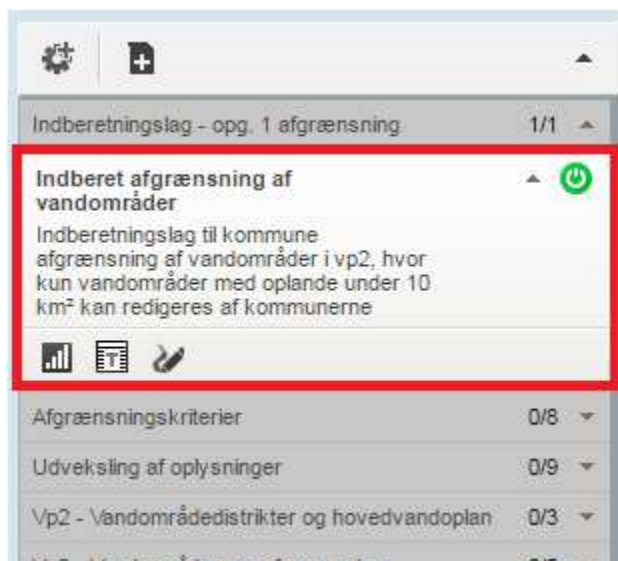 Indberetningslag - opg. 1 afgrænsning 1/1
Indberet afgrænsning af
vandområder
Indberetningslag til kommune
afgrænsning af vandområder i vp2, hvor
kun vandområder med oplande under 10
km² kan redigeres af kommunerne
T
Afgrænsningskriterier 0/8
Udveksling af oplysninger 0/9
Vp2 - Vandområdedistrikter og hovedvandoplan 0/3